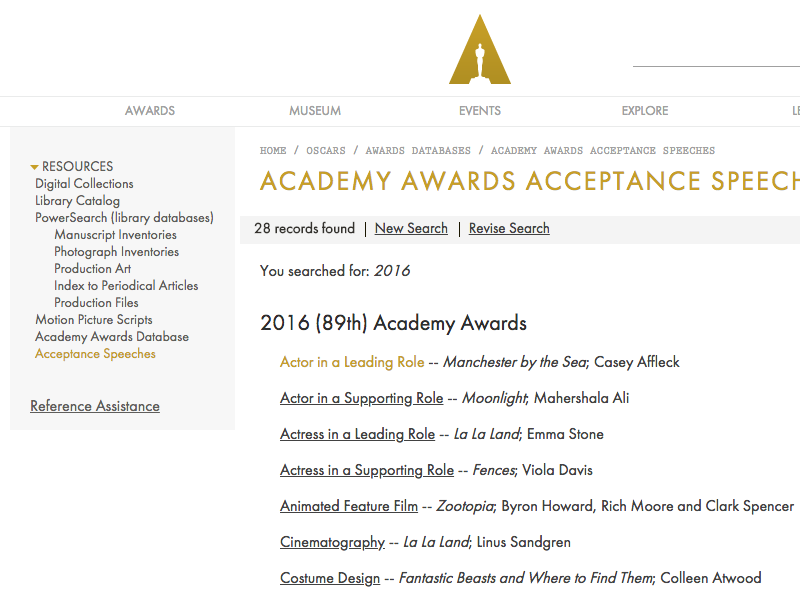 AWARDS MUSEUM EVENTS EXPLORE
RESOURCES
Digital Collections
Library Catalog
PowerSearch (library databases)
Manuscript Inventories
Photograph Inventories
Production Art
Index to Periodical Articles
Production Files
Motion Picture Scripts
Academy Awards Database
Acceptance Speeches
Reference Assistance
HOME / OSCARS / AWARDS DATABASES / ACADEMY AWARDS ACCEPTANCE SPEECHES
ACADEMY AWARDS ACCEPTANCE SPEECH
28 records found | New Search | Revise Search
You searched for: 2016
2016 (89th) Academy Awards
Actor in a Leading Role -- Manchester by the Sea; Casey Affleck
Actor in a Supporting Role -- Moonlight; Mahershala Ali
Actress in a Leading Role -- La La Land; Emma Stone
Actress in a Supporting Role -- Fences; Viola Davis
Animated Feature Film -- Zootopia; Byron Howard, Rich Moore and Clark Spencer
Cinematography -- La La Land; Linus Sandgren
Costume Design -- Fantastic Beasts and Where to Find Them; Colleen Atwood